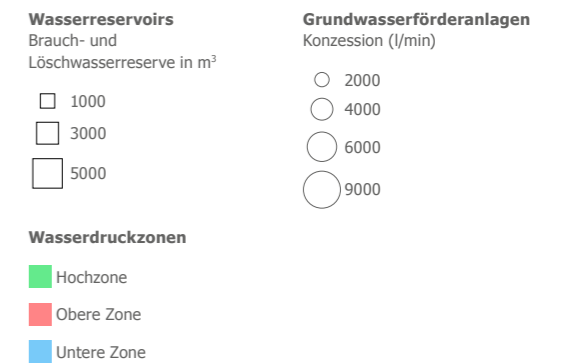 Wasserreservoirs
Brauch- und
Löschwasserreserve in m³
1000
3000
5000
Grundwasserförderanlagen
Konzession (l/min)
2000
4000
6000
9000
Wasserdruckzonen
Hochzone
Obere Zone
Untere Zone